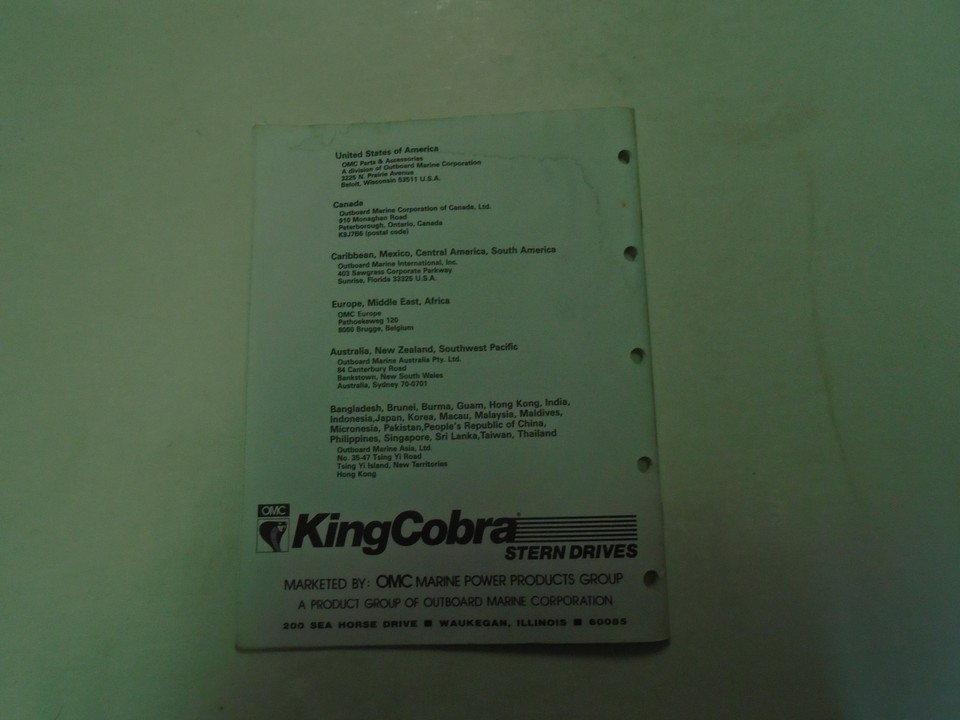 United States of America
OMC Parts & Accessories
A division of Outboard Marine Corporation
3225 N. Prairie Avenue
Beloit, Wisconsin 53511 U.S.A.
Canada
Outboard Marine Corporation of Canada, Ltd.
910 Monaghan Road
Peterborough, Ontario, Canada
K9J7B6 (postal code)
Caribbean, Mexico, Central America, South America
Outboard Marine International, Inc.
403 Sawgrass Corporate Parkway
Sunrise, Florida 33325 U.S.A.
Europe, Middle East, Africa
OMC Europe
Pathoekeweg 120
8000 Brugge, Belgium
Australia, New Zealand, Southwest Pacific
Outboard Marine Australia Pty. Ltd.
84 Canterbury Road
Bankstown, New South Wales
Australia, Sydney 70-0701
Bangladesh, Brunei, Burma, Guam, Hong Kong, India,
Indonesia,Japan, Korea, Macau, Malaysia, Maldives,
Micronesia, Pakistan,People's Republic of China,
Philippines, Singapore, Sri Lanka,Taiwan, Thailand
Outboard Marine Asia, Ltd.
No. 35-47 Tsing Yi Road
Tsing Yi Island, New Territories
Hong Kong
OMC
KingCobra®
STERN DRIVES
MARKETED BY: OMC MARINE POWER PRODUCTS GROUP
A PRODUCT GROUP OF OUTBOARD MARINE CORPORATION
200 SEA HORSE DRIVE ■ WAUKEGAN, ILLINOIS ■ 60085